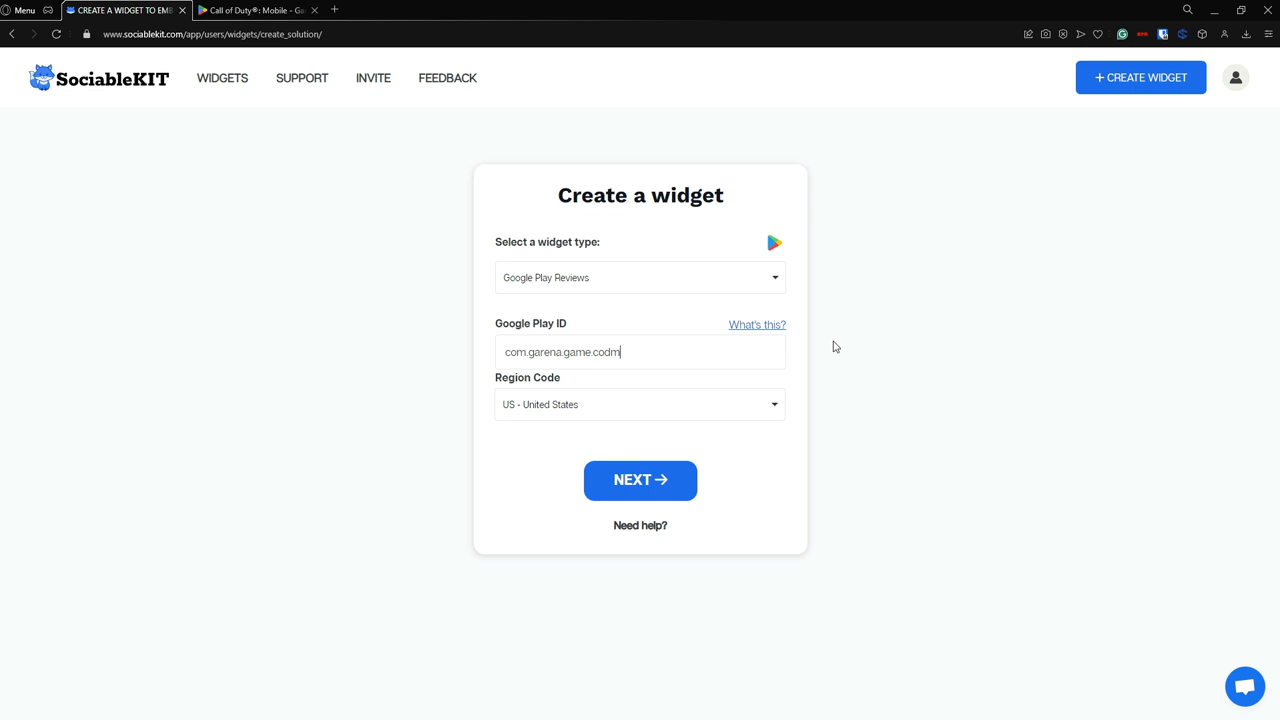 Menu
CREATE A WIDGET TO EMB
Call of Duty®: Mobile - Ga
www.sociablekit.com/app/users/widgets/create_solution/
SociableKIT
WIDGETS
SUPPORT
INVITE
FEEDBACK
+ CREATE WIDGET
Create a widget
Select a widget type:
Google Play Reviews
Google Play ID
What's this?
com.garena.game.codm
Region Code
US - United States
NEXT →
Need help?